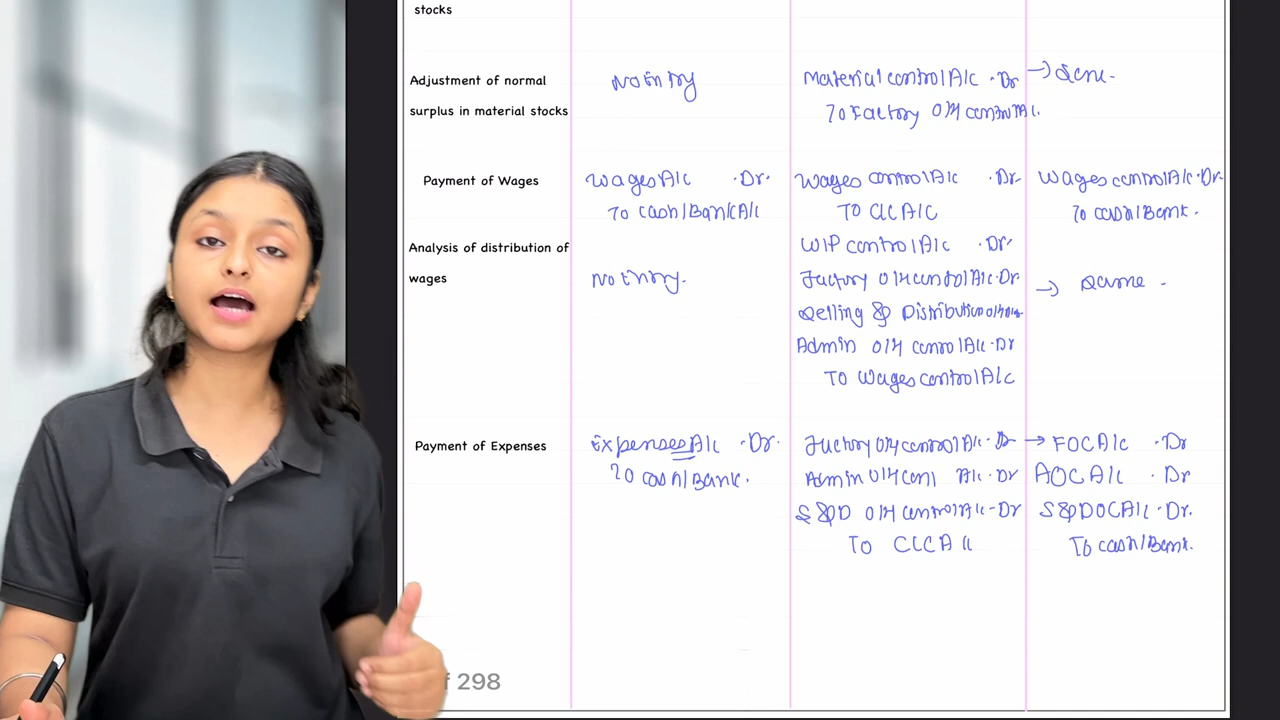 stocks
Adjustment of normal
surplus in material stocks
No Entry
Material control A/c ·Dr
To Factory O/H control A/c.
→ Same.
Payment of Wages
Wages A/c ·Dr.
To cash/Bank A/c
Wages control A/c ·Dr
To CLC A/c
Wages control A/c·Dr.
To cash/Bank.
Analysis of distribution of
wages
No Entry.
WIP control A/c ·Dr
Factory O/H control A/c·Dr
Selling & Distribution O/H
Admin O/H control A/c·Dr
To Wages control A/c
→ Same.
Payment of Expenses
Expenses A/c ·Dr.
To cash/Bank.
Factory O/H control A/c·Dr
Admin O/H Conl A/c·Dr
S&D O/H control A/c-Dr
To CLC A/c
→ FOC A/c ·Dr
AOC A/c ·Dr
S&DOC A/c·Dr.
To cash/Bank.
f 298